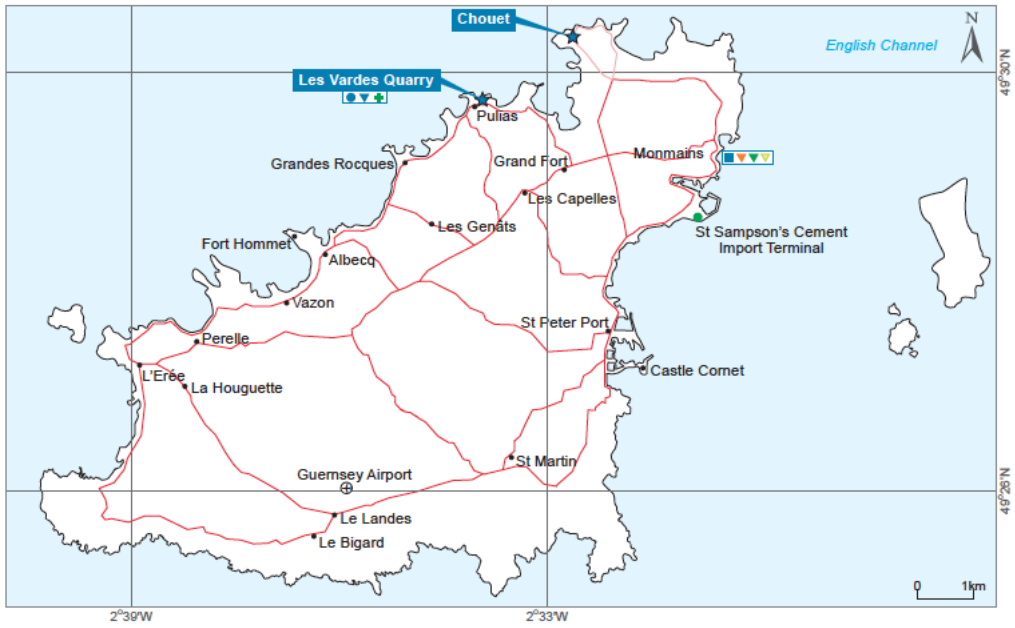 Chouet
N
English Channel
49°30'N
Les Vardes Quarry
Pulias
Grandes Rocques
Grand Fort
Monmains
Les Capelles
Les Genâts
St Sampson's Cement
Import Terminal
Fort Hommet
Albecq
Vazon
St Peter Port
Perelle
Castle Cornet
L'Erée
La Houguette
St Martin
Guernsey Airport
49°26'N
Le Landes
Le Bigard
0 1km
2°39'W
2°33'W